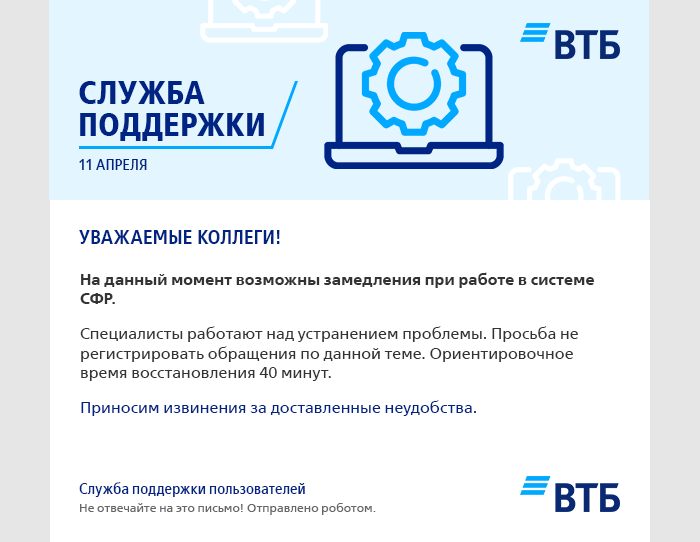 ВТБ
СЛУЖБА
ПОДДЕРЖКИ
11 АПРЕЛЯ
УВАЖАЕМЫЕ КОЛЛЕГИ!
На данный момент возможны замедления при работе в системе
СФР.
Специалисты работают над устранением проблемы. Просьба не
регистрировать обращения по данной теме. Ориентировочное
время восстановления 40 минут.
Приносим извинения за доставленные неудобства.
Служба поддержки пользователей
Не отвечайте на это письмо! Отправлено роботом.
ВТБ